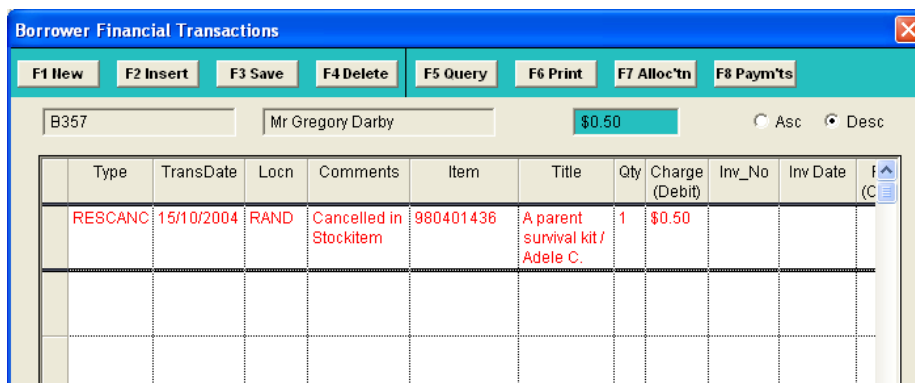 Borrower Financial Transactions
F1 New F2 Insert F3 Save F4 Delete F5 Query F6 Print F7 Alloc'tn F8 Paym'ts
B357 Mr Gregory Darby $0.50 Asc Desc
Type TransDate Locn Comments Item Title Qty Charge Inv_No Inv Date
(Debit)
RESCANC 15/10/2004 RAND Cancelled in 980401436 A parent 1 $0.50
Stockitem survival kit /
Adele C.